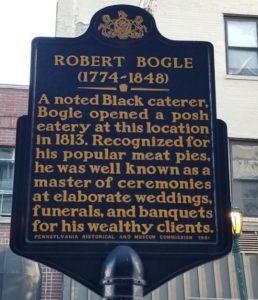 ROBERT BOGLE
(1774-1848)
A noted Black caterer,
Bogle opened a posh
eatery at this location
in 1813. Recognized for
his popular meat pies,
he was well known as a
master of ceremonies
at elaborate weddings,
funerals, and banquets
for his wealthy clients.
PENNSYLVANIA HISTORICAL AND MUSEUM COMMISSION 1991